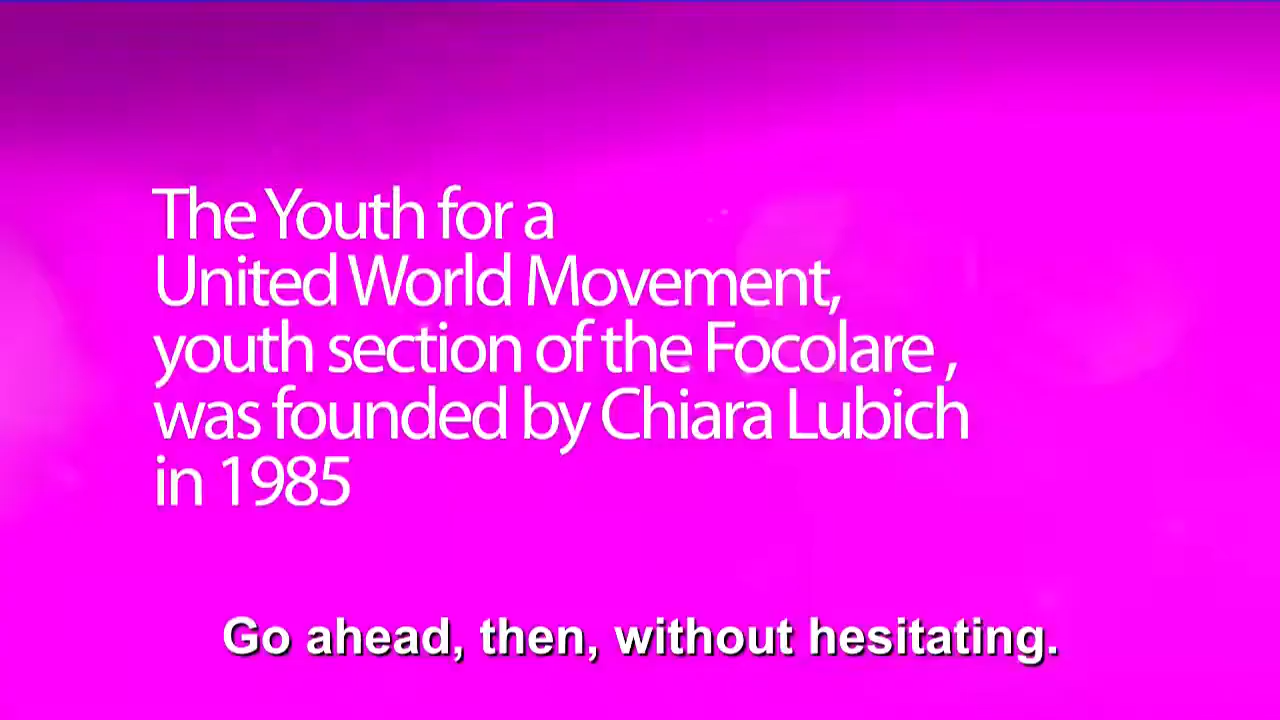 The Youth for a
United World Movement,
youth section of the Focolare ,
was founded by Chiara Lubich
in 1985
Go ahead, then, without hesitating.